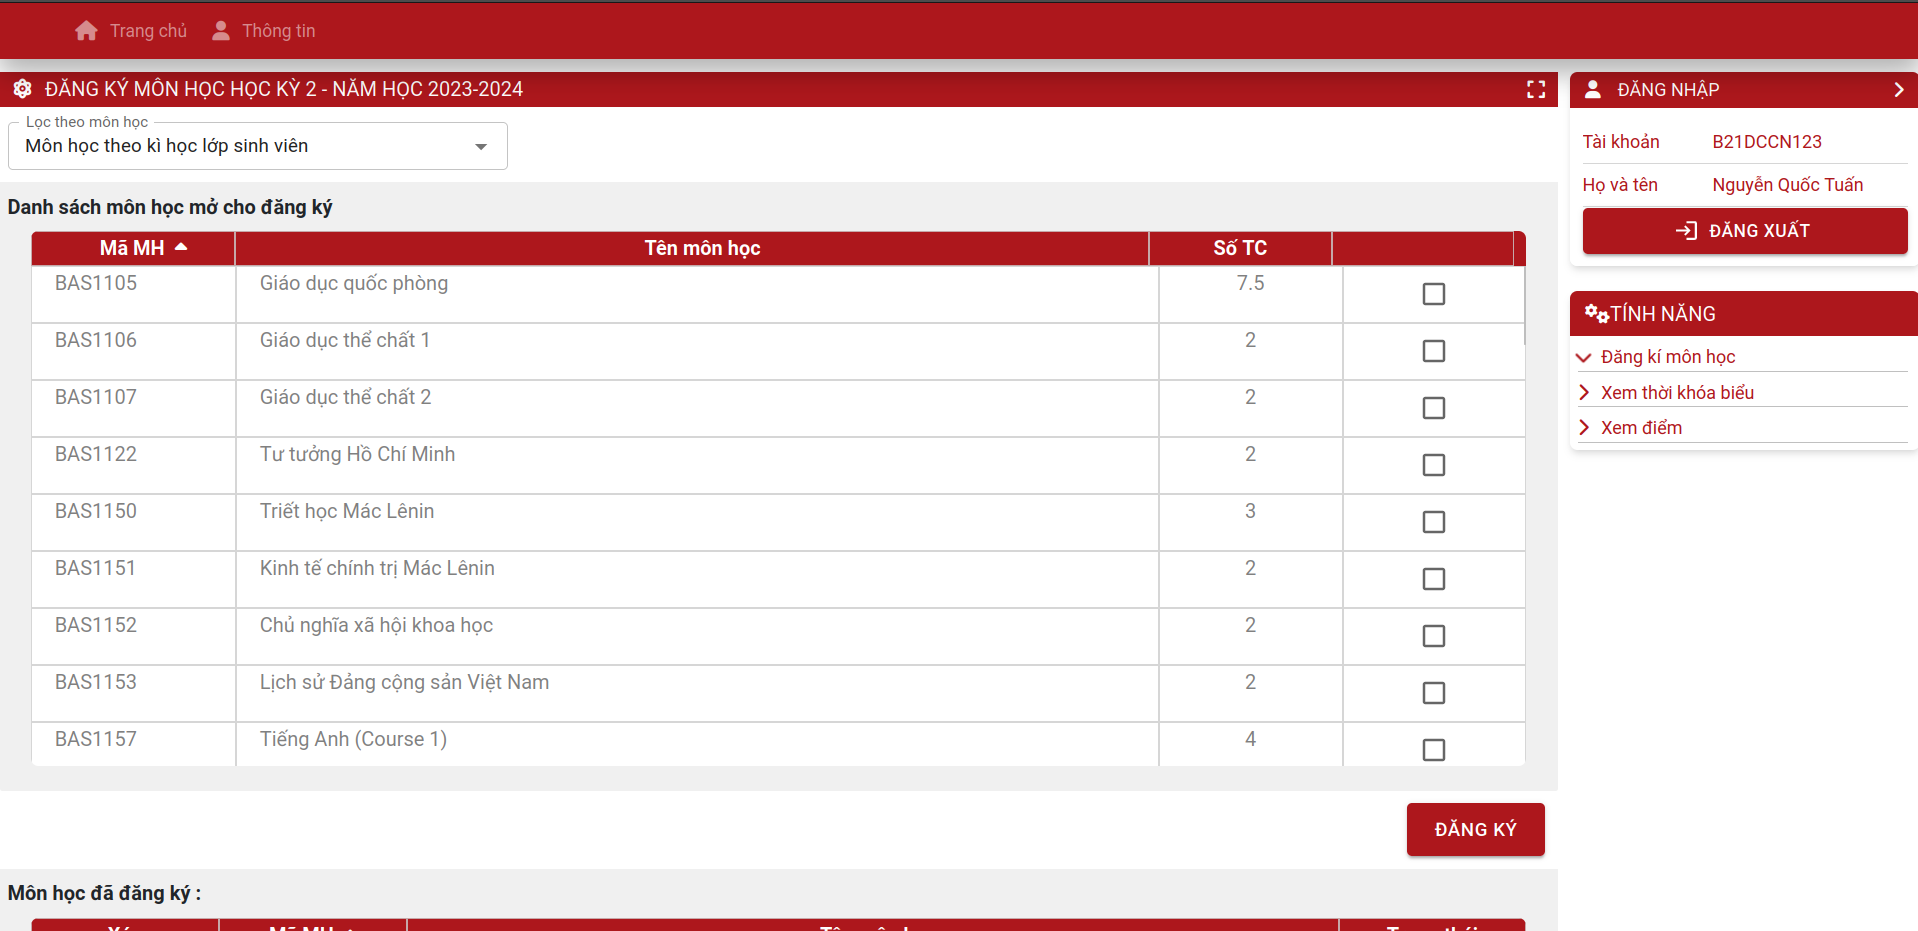 Trang chủ Thông tin
ĐĂNG KÝ MÔN HỌC HỌC KỲ 2 - NĂM HỌC 2023-2024
Lọc theo môn học
Môn học theo kì học lớp sinh viên
Danh sách môn học mở cho đăng ký
Mã MH Tên môn học Số TC
BAS1105 Giáo dục quốc phòng 7.5
BAS1106 Giáo dục thể chất 1 2
BAS1107 Giáo dục thể chất 2 2
BAS1122 Tư tưởng Hồ Chí Minh 2
BAS1150 Triết học Mác Lênin 3
BAS1151 Kinh tế chính trị Mác Lênin 2
BAS1152 Chủ nghĩa xã hội khoa học 2
BAS1153 Lịch sử Đảng cộng sản Việt Nam 2
BAS1157 Tiếng Anh (Course 1) 4
ĐĂNG KÝ
Môn học đã đăng ký :
ĐĂNG NHẬP
Tài khoản B21DCCN123
Họ và tên Nguyễn Quốc Tuấn
ĐĂNG XUẤT
TÍNH NĂNG
Đăng kí môn học
Xem thời khóa biểu
Xem điểm